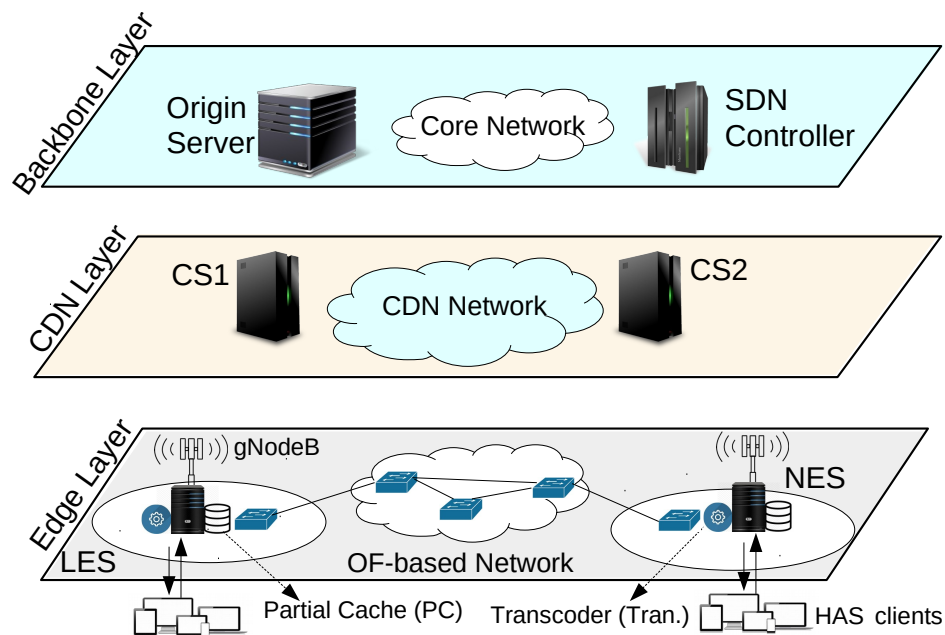 Backbone Layer
Origin
Server
Core Network
SDN
Controller
CDN Layer
CS1
CDN Network
CS2
Edge Layer
gNodeB
NES
LES
OF-based Network
Partial Cache (PC)
Transcoder (Tran.)
HAS clients